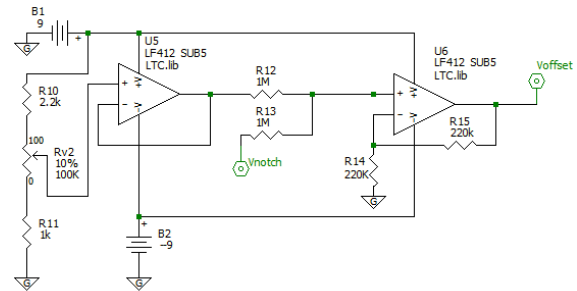 B1
9
+
G
U5
LF412 SUB5
LTC.lib
U6
LF412 SUB5
LTC.lib
Voffset
R10
2.2k
R12
1M
R13
1M
R15
220k
100
Rv2
10%
100K
0
Vnotch
R14
220K
G
R11
1k
+
B2
-9
G
G
+
-
V+
V-
+
-
V+
V-